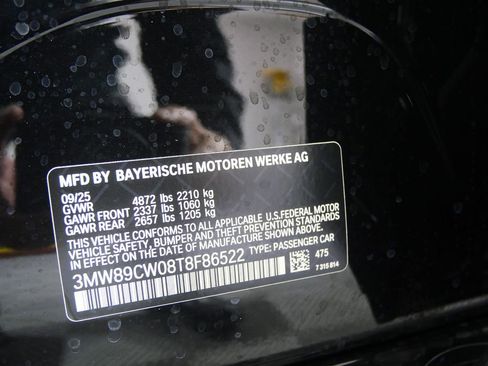 MFD BY BAYERISCHE MOTOREN WERKE AG
09/25
GVWR 4872 lbs 2210 kg
GAWR FRONT 2337 lbs 1060 kg
GAWR REAR 2657 lbs 1205 kg
THIS VEHICLE CONFORMS TO ALL APPLICABLE U.S.FEDERAL MOTOR
VEHICLE SAFETY, BUMPER AND THEFT PREVENTION STANDARDS
IN EFFECT ON THE DATE OF MANUFACTURE SHOWN ABOVE.
3MW89CW08T8F86522 TYPE: PASSENGER CAR
475
7 315 814